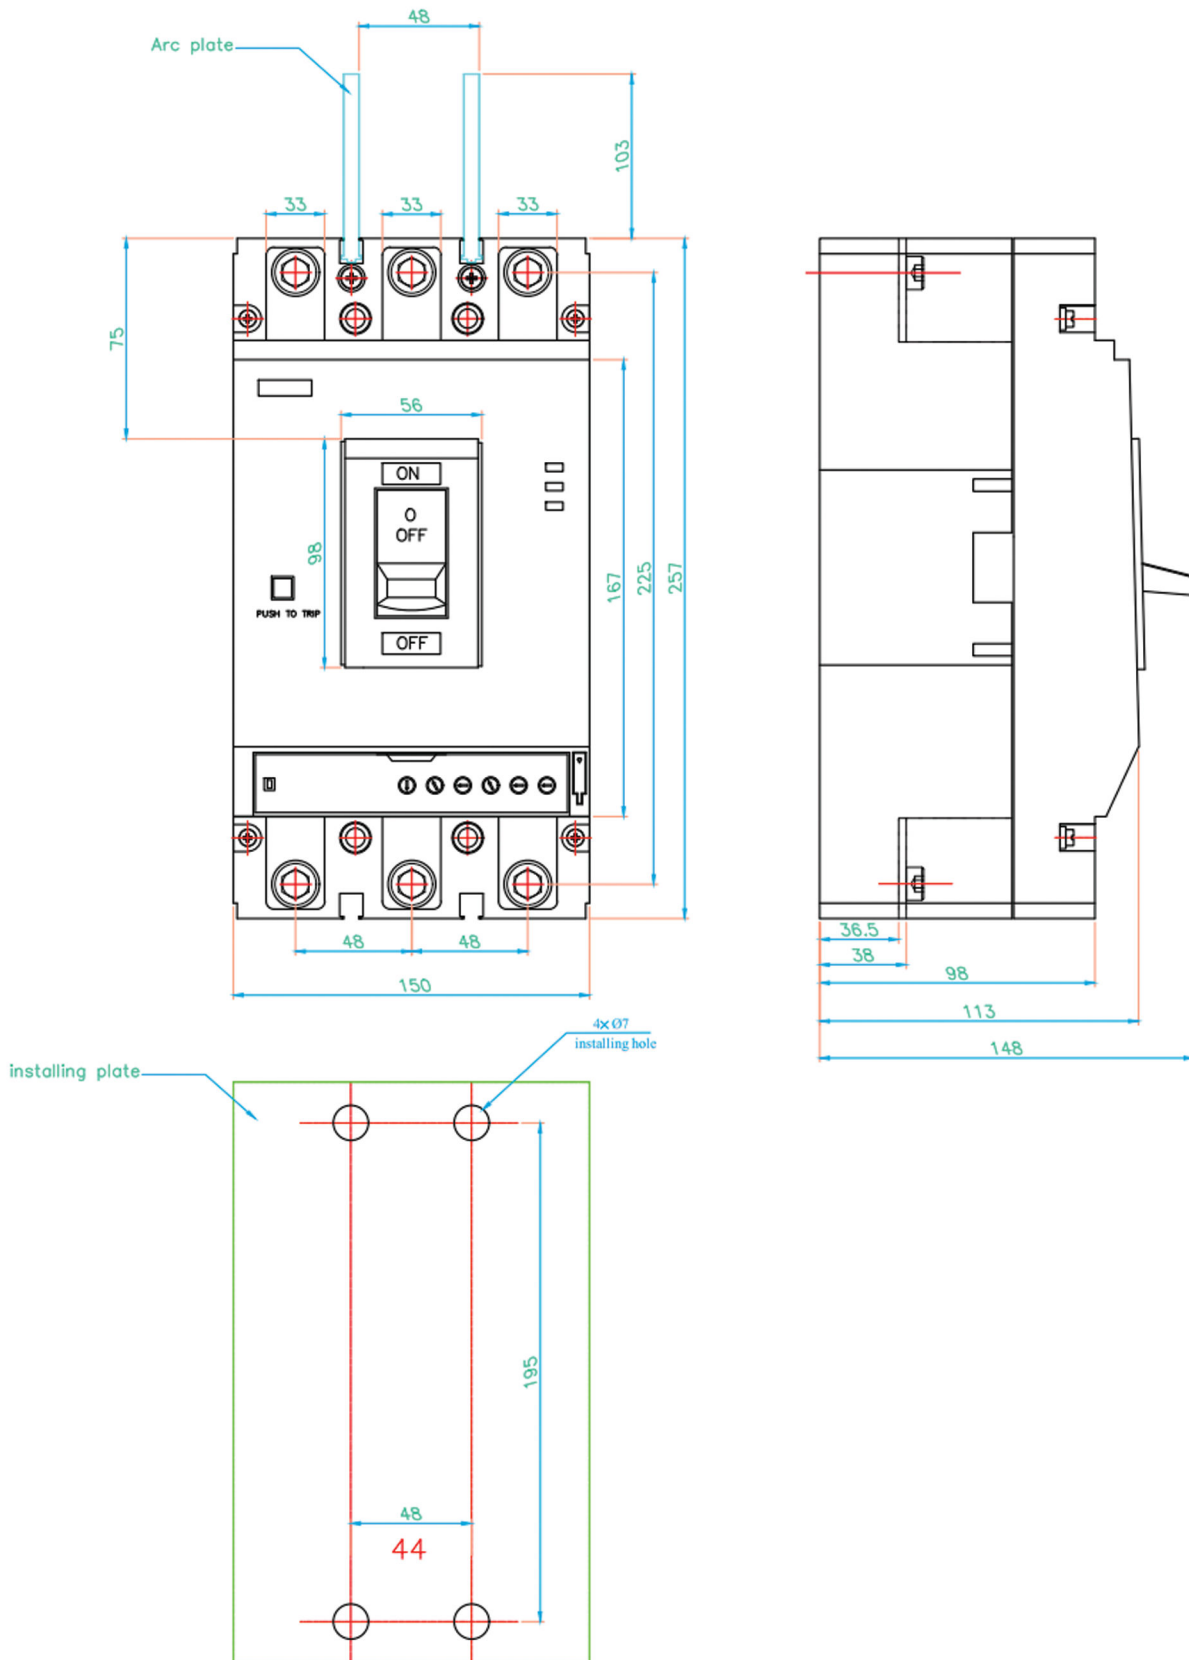 48
Arc plate
103
33
33
33
75
56
ON
O
OFF
98
167
225
257
PUSH TO TRIP
OFF
36.5
48
48
38
98
150
113
148
4×Ø7
installing hole
installing plate
195
48
44